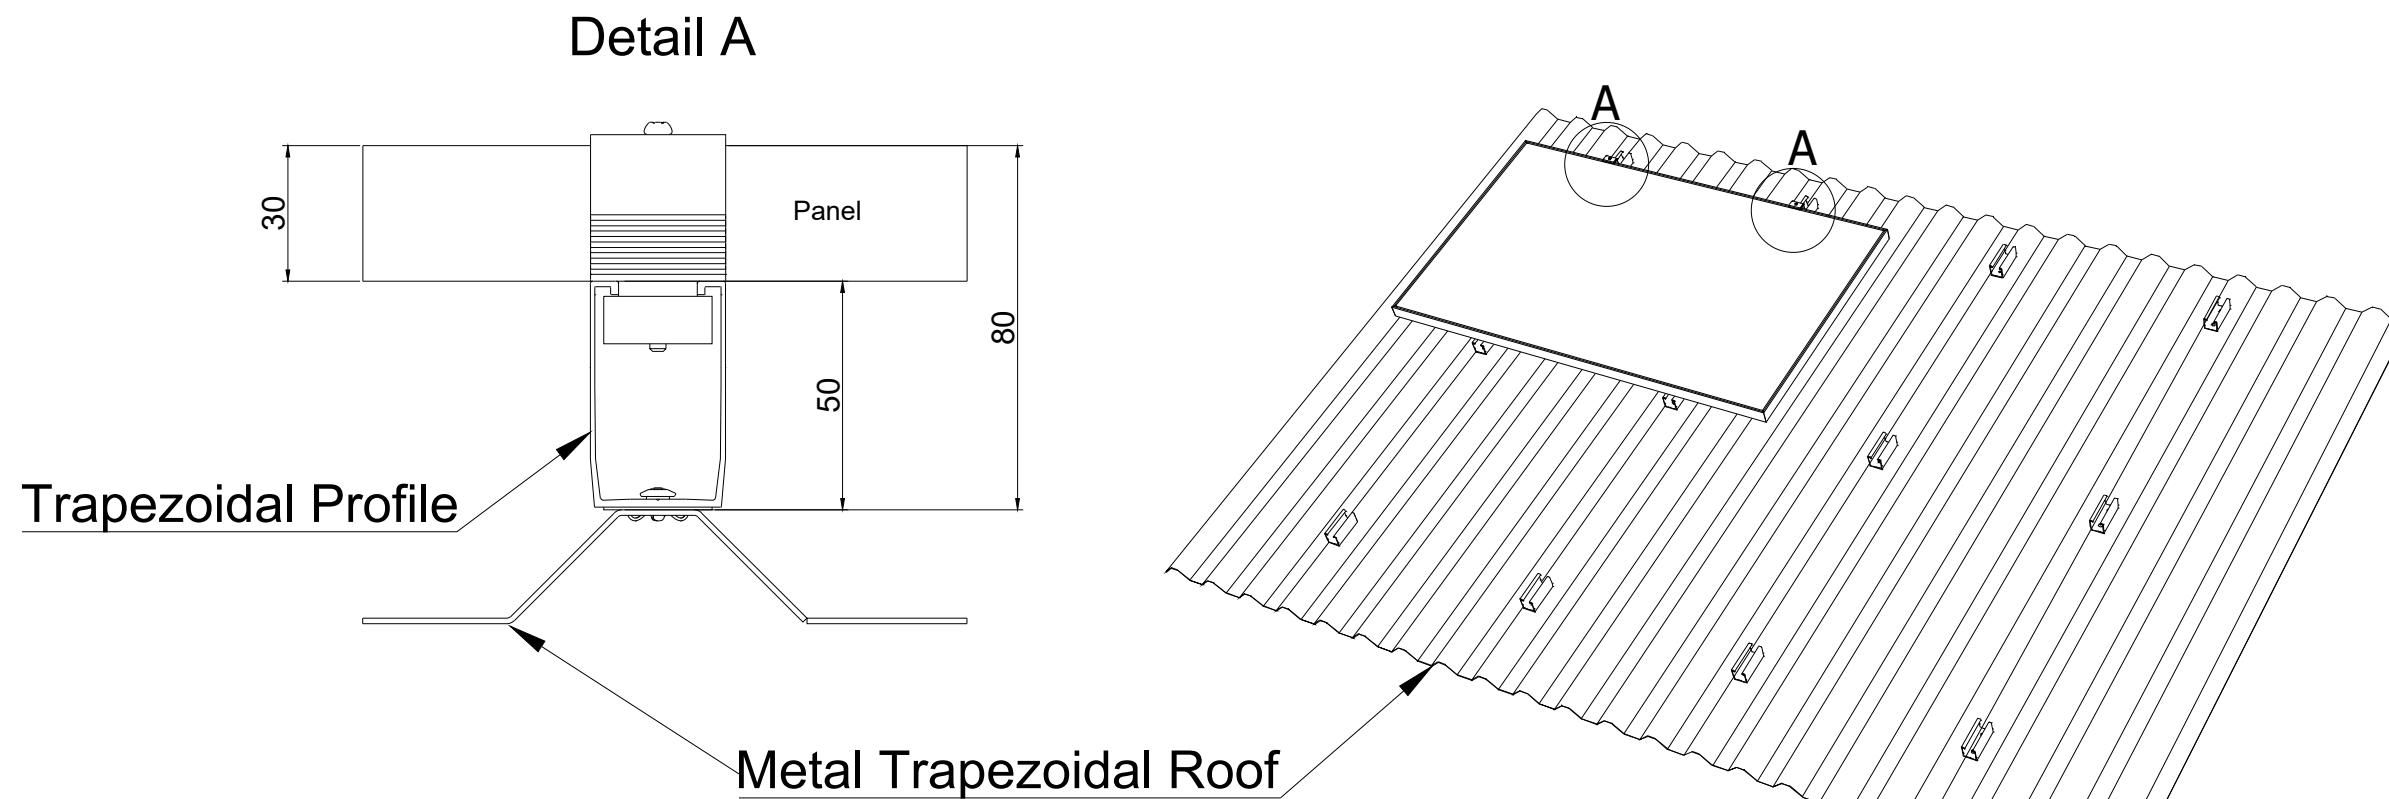 Detail A
A
A
30
Panel
80
50
Trapezoidal Profile
Metal Trapezoidal Roof